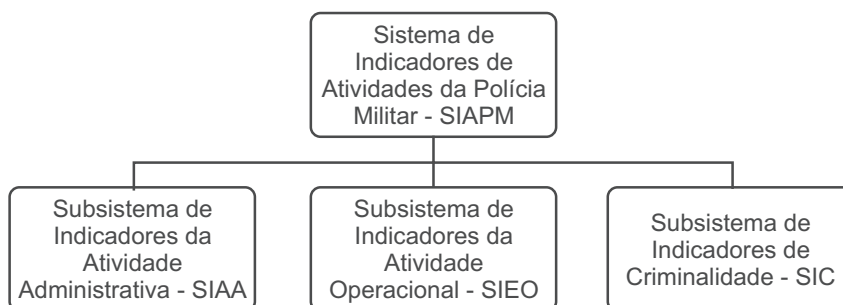 Sistema de
Indicadores de
Atividades da Polícia
Militar - SIAPM
Subsistema de
Indicadores da
Atividade
Administrativa - SIAA
Subsistema de
Indicadores da
Atividade
Operacional - SIEO
Subsistema de
Indicadores de
Criminalidade - SIC